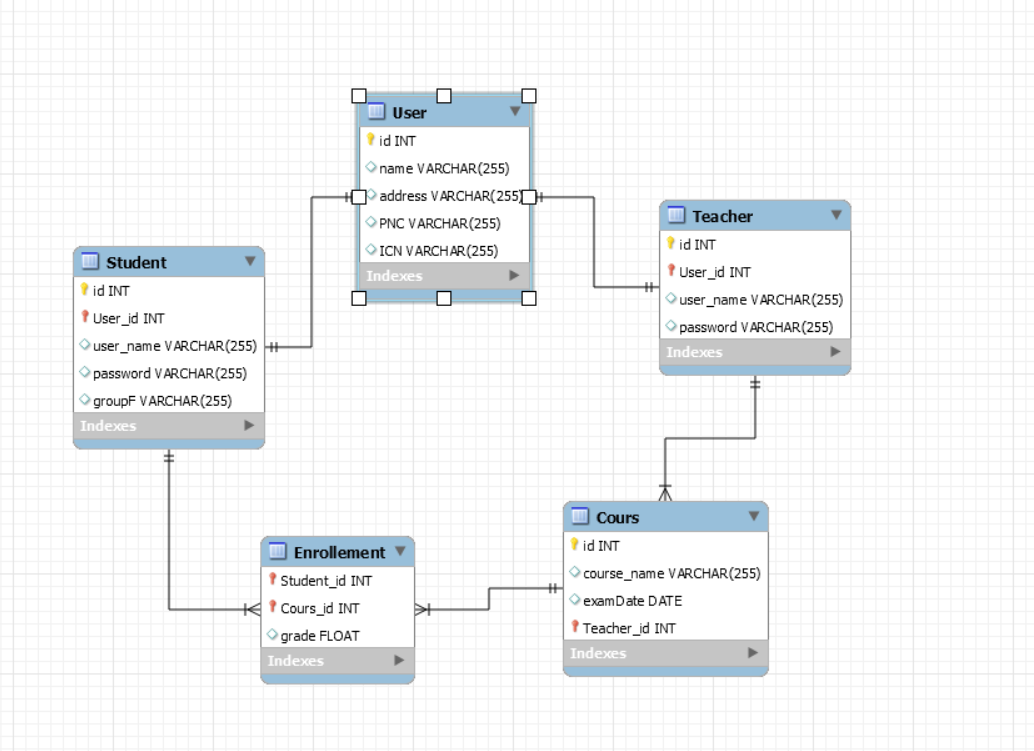 User
id INT
name VARCHAR(255)
address VARCHAR(255)
PNC VARCHAR(255)
ICN VARCHAR(255)
Indexes
Teacher
id INT
User_id INT
user_name VARCHAR(255)
password VARCHAR(255)
Indexes
Student
id INT
User_id INT
user_name VARCHAR(255)
password VARCHAR(255)
groupF VARCHAR(255)
Indexes
Cours
id INT
course_name VARCHAR(255)
examDate DATE
Teacher_id INT
Indexes
Enrollement
Student_id INT
Cours_id INT
grade FLOAT
Indexes